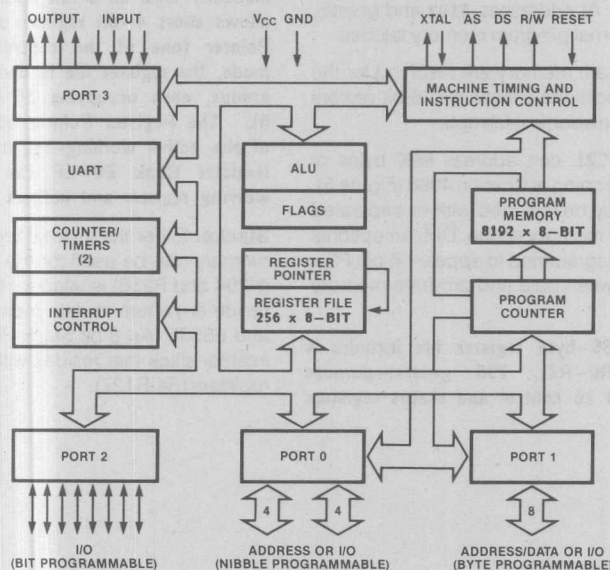 OUTPUT INPUT VCC GND XTAL AS DS R/W RESET
PORT 3
MACHINE TIMING AND
INSTRUCTION CONTROL
UART
ALU
FLAGS
PROGRAM
MEMORY
8192 x 8-BIT
COUNTER/
TIMERS
(2)
REGISTER
POINTER
REGISTER FILE
256 x 8-BIT
PROGRAM
COUNTER
INTERRUPT
CONTROL
PORT 2
PORT 0
PORT 1
4 4 8
I/O
(BIT PROGRAMMABLE)
ADDRESS OR I/O
(NIBBLE PROGRAMMABLE)
ADDRESS/DATA OR I/O
(BYTE PROGRAMMABLE)